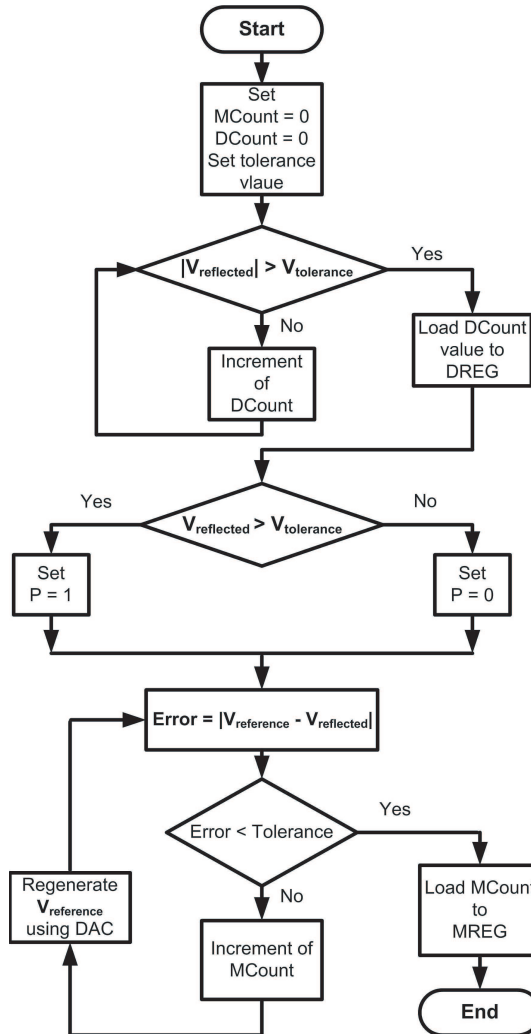 Start
Set
MCount = 0
DCount = 0
Set tolerance
vlaue
|Vreflected| > Vtolerance
Yes
No
Load DCount
value to
DREG
Increment
of
DCount
Yes
Vreflected > Vtolerance
No
Set
P = 1
Set
P = 0
Error = |Vreference - Vreflected|
Error < Tolerance
Yes
No
Regenerate
Vreference
using DAC
Increment of
MCount
Load MCount
to
MREG
End